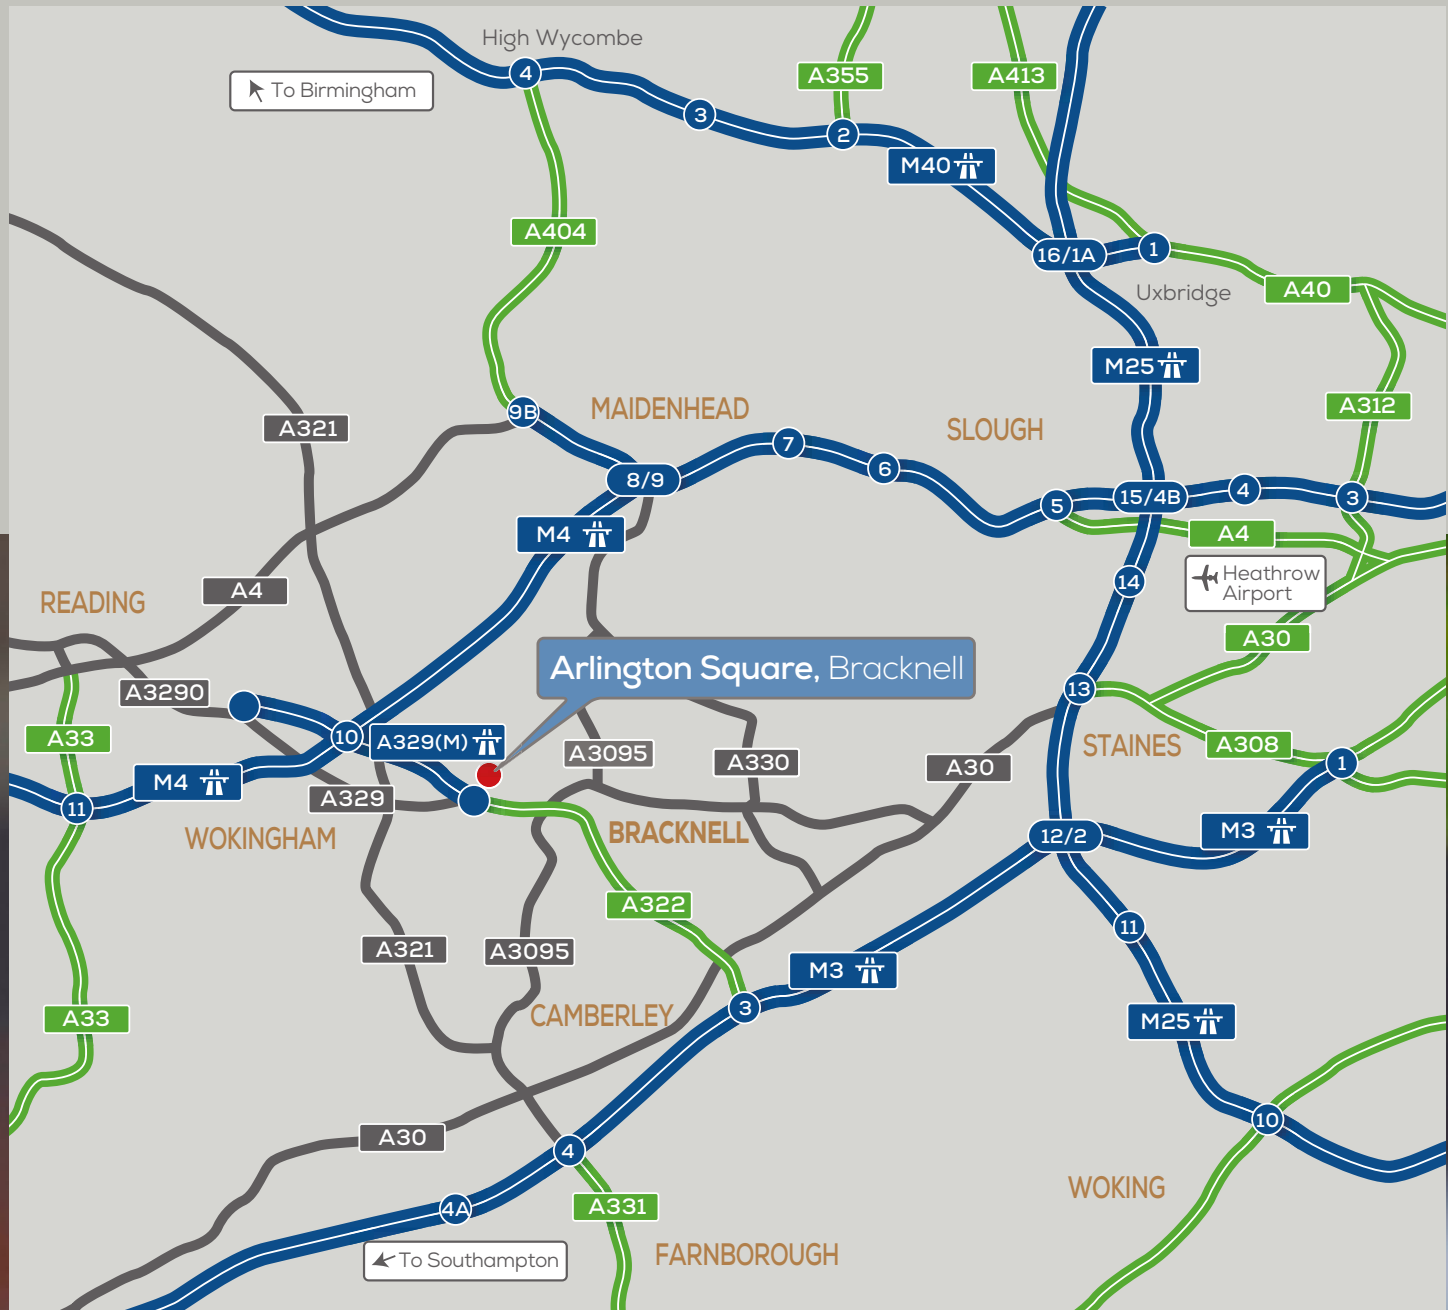 High Wycombe
4
To Birmingham
A355
A413
3
2
M40
A404
16/1A
1
Uxbridge
A40
M25
A321
9B
MAIDENHEAD
SLOUGH
A312
7
6
8/9
5
15/4B
4
3
M4
A4
14
Heathrow
Airport
A4
READING
A30
Arlington Square, Bracknell
13
A3290
A33
10
A329(M)
STAINES
A308
A3095
A330
A30
1
M4
A329
11
WOKINGHAM
BRACKNELL
12/2
M3
A322
11
A321
A3095
M3
3
CAMBERLEY
A33
M25
10
A30
4
WOKING
4A
A331
To Southampton
FARNBOROUGH